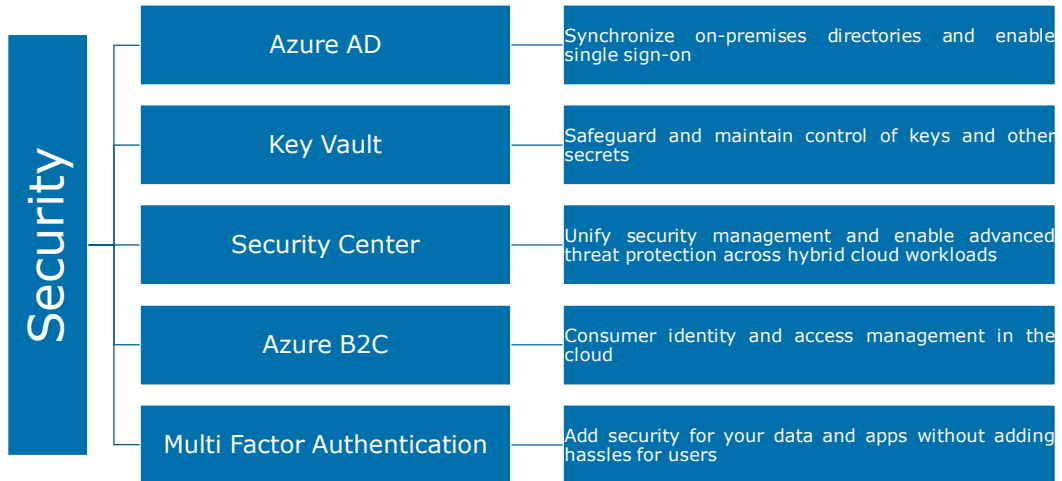 Security
Azure AD
Synchronize on-premises directories and enable
single sign-on
Key Vault
Safeguard and maintain control of keys and other
secrets
Security Center
Unify security management and enable advanced
threat protection across hybrid cloud workloads
Azure B2C
Consumer identity and access management in the
cloud
Multi Factor Authentication
Add security for your data and apps without adding
hassles for users